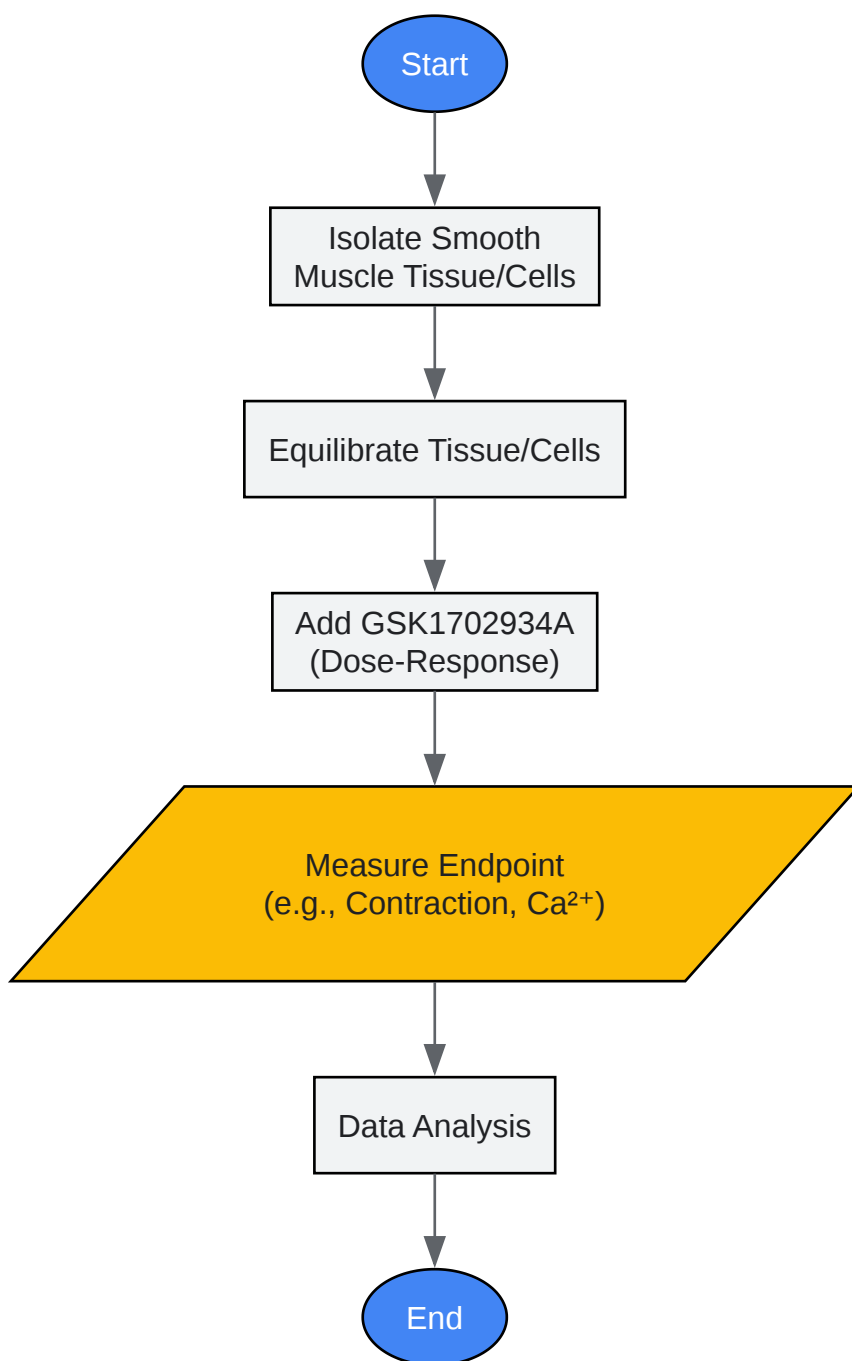 Start
Isolate Smooth
Muscle Tissue/Cells
Equilibrate Tissue/Cells
Add GSK1702934A
(Dose-Response)
Measure Endpoint
(e.g., Contraction, Ca²⁺)
Data Analysis
End